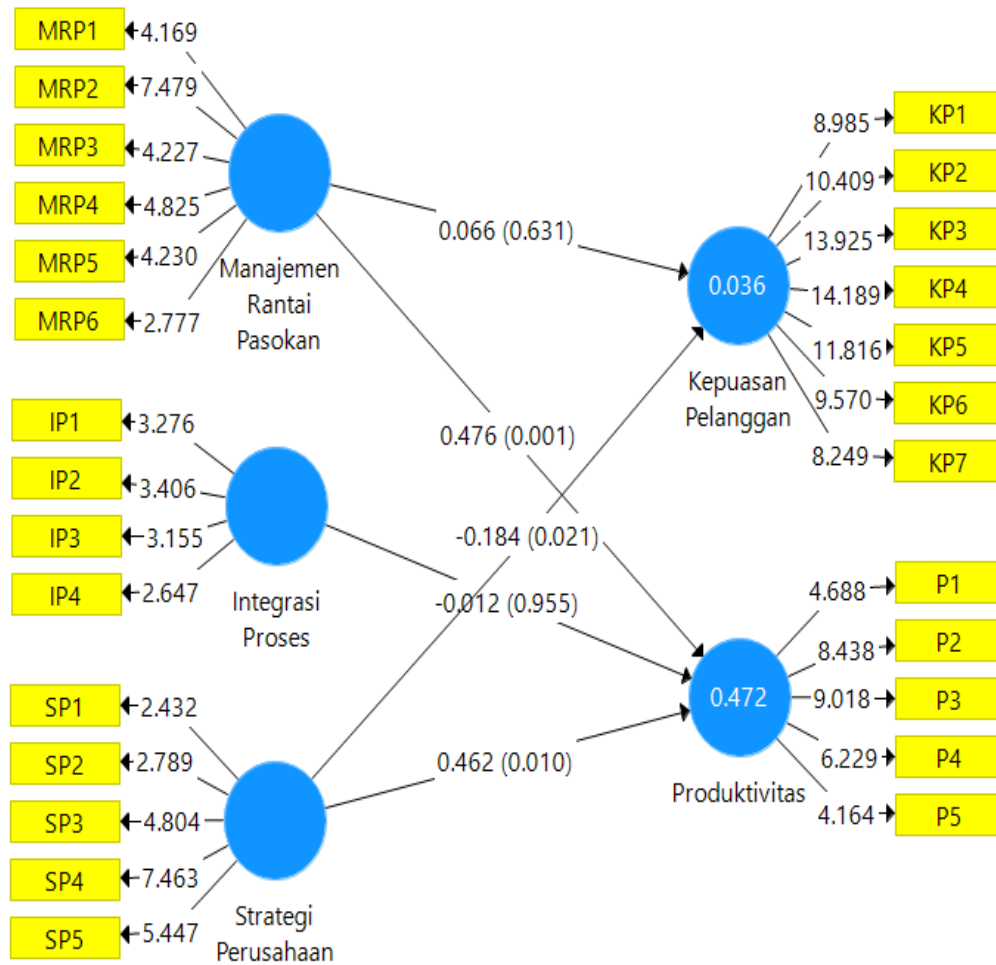 MRP1
4.169
MRP2
7.479
MRP3
4.227
MRP4
4.825
MRP5
4.230
MRP6
2.777
Manajemen
Rantai
Pasokan
IP1
3.276
IP2
3.406
IP3
3.155
IP4
2.647
Integrasi
Proses
SP1
2.432
SP2
2.789
SP3
4.804
SP4
7.463
SP5
5.447
Strategi
Perusahaan
0.066 (0.631)
0.476 (0.001)
-0.184 (0.021)
-0.012 (0.955)
0.462 (0.010)
0.036
Kepuasan
Pelanggan
8.985
KP1
10.409
KP2
13.925
KP3
14.189
KP4
11.816
KP5
9.570
KP6
8.249
KP7
0.472
Produktivitas
4.688
P1
8.438
P2
9.018
P3
6.229
P4
4.164
P5